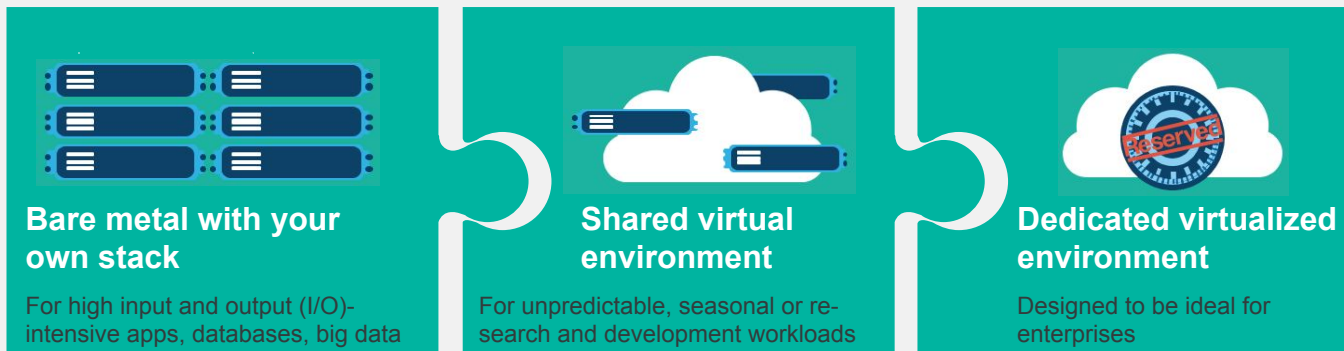 Bare metal with your
own stack
For high input and output (I/O)-
intensive apps, databases, big data
Shared virtual
environment
For unpredictable, seasonal or re-
search and development workloads
Reserved
Dedicated virtualized
environment
Designed to be ideal for
enterprises